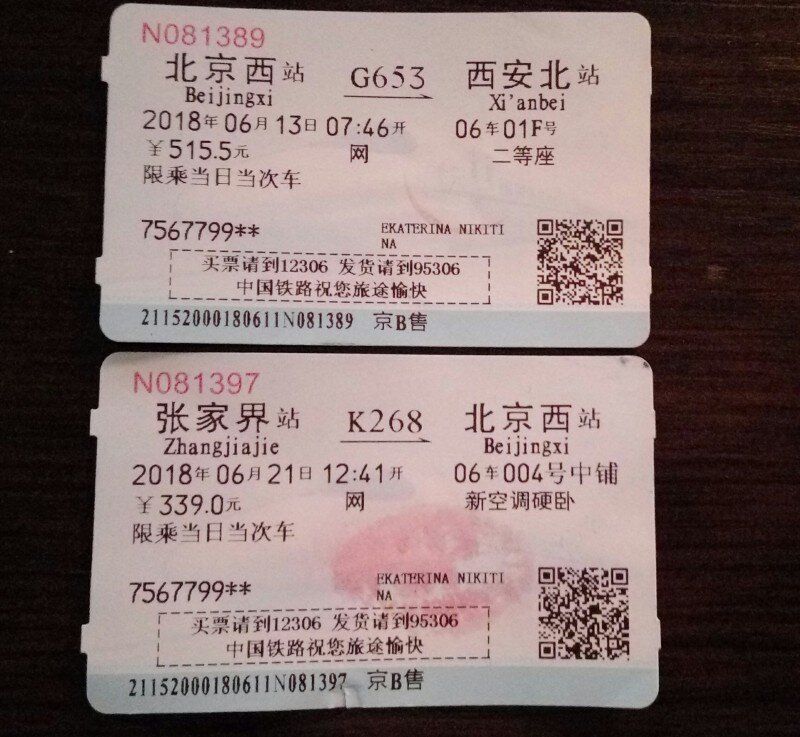 N081389
北京西站 G653 西安北站
Beijingxi Xi'anbei
2018年06月13日07:46开 06车01F号
￥515.5元 网 二等座
限乘当日当次车
7567799** EKATERINA NIKITI
NA
买票请到12306 发货请到95306
中国铁路祝您旅途愉快
21152000180611N081389 京B售
N081397
张家界站 K268 北京西站
Zhangjiajie Beijingxi
2018年06月21日12:41开 06车004号中铺
￥339.0元 网 新空调硬卧
限乘当日当次车
7567799** EKATERINA NIKITI
NA
买票请到12306 发货请到95306
中国铁路祝您旅途愉快
21152000180611N081397 京B售